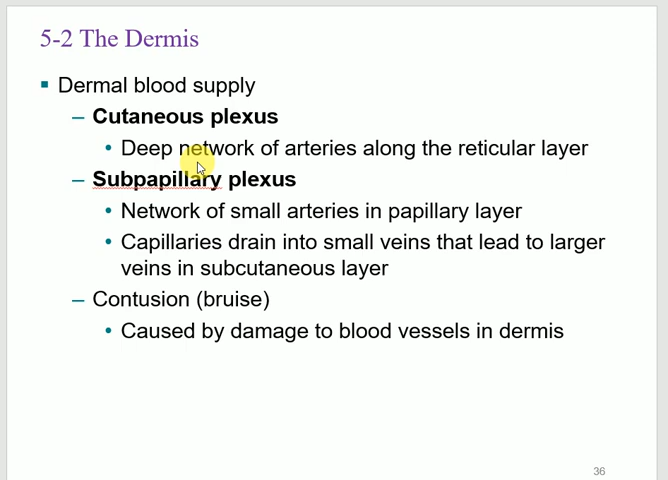 5-2 The Dermis
▪ Dermal blood supply
– Cutaneous plexus
• Deep network of arteries along the reticular layer
– Subpapillary plexus
• Network of small arteries in papillary layer
• Capillaries drain into small veins that lead to larger
veins in subcutaneous layer
– Contusion (bruise)
• Caused by damage to blood vessels in dermis
36